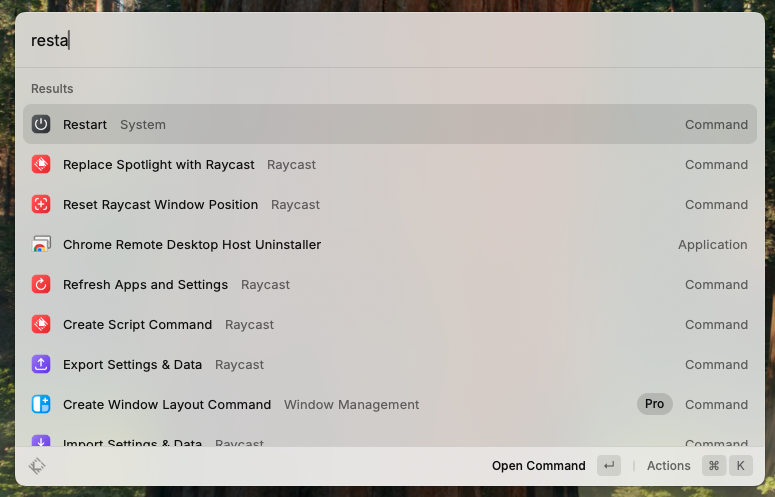 resta
Results
Restart System Command
Replace Spotlight with Raycast Raycast Command
Reset Raycast Window Position Raycast Command
Chrome Remote Desktop Host Uninstaller Application
Refresh Apps and Settings Raycast Command
Create Script Command Raycast Command
Export Settings & Data Raycast Command
Create Window Layout Command Window Management Pro Command
Import Settings & Data Raycast Command
Open Command ↵ Actions ⌘ K